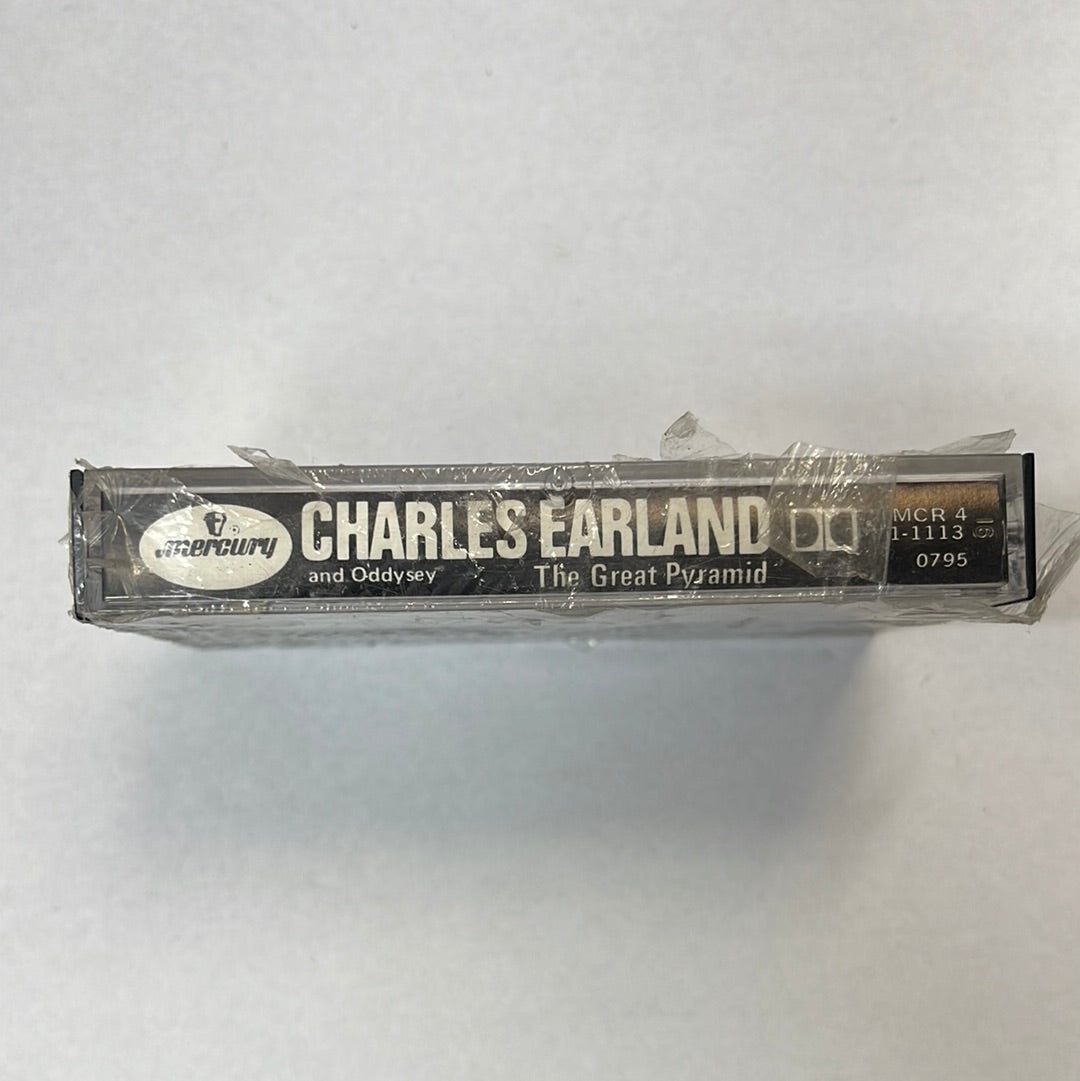 mercury
CHARLES EARLAND
and Oddysey
The Great Pyramid
MCR 4
1-1113
0795